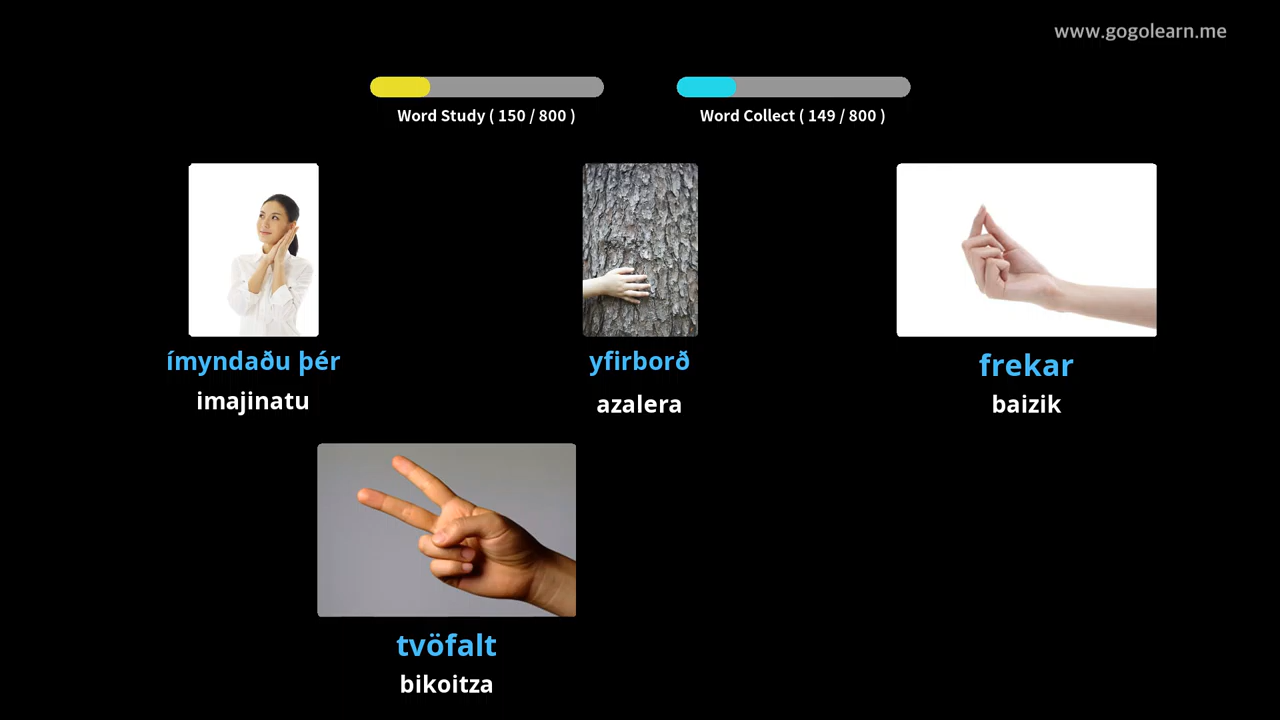 www.gogolearn.me
Word Study ( 150 / 800 )
Word Collect ( 149 / 800 )
ímyndaðu þér
imajinatu
yfirborð
azalera
frekar
baizik
tvöfalt
bikoitza